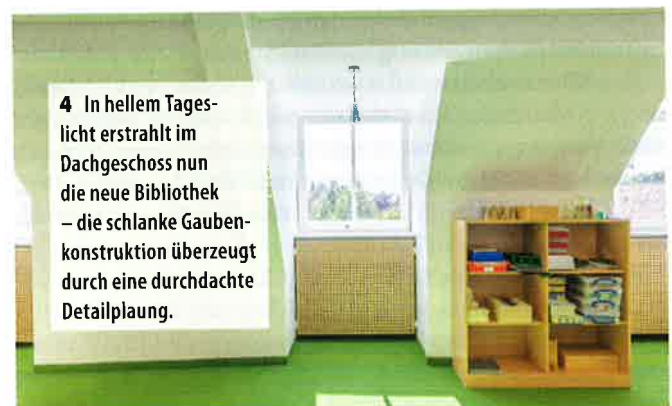 4 In hellem Tages-
licht erstrahlt im
Dachgeschoss nun
die neue Bibliothek
– die schlanke Gauben-
konstruktion überzeugt
durch eine durchdachte
Detailplaung.